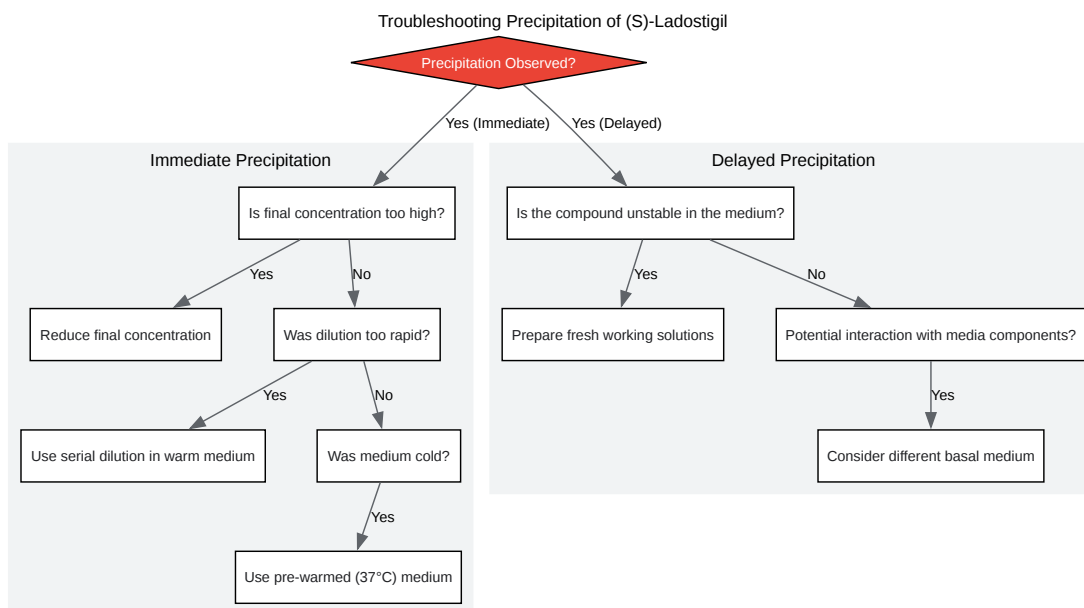 Troubleshooting Precipitation of (S)-Ladostigil
Precipitation Observed?
Yes (Immediate)
Yes (Delayed)
Immediate Precipitation
Delayed Precipitation
Is final concentration too high?
Is the compound unstable in the medium?
Yes
No
Yes
No
Reduce final concentration
Was dilution too rapid?
Prepare fresh working solutions
Potential interaction with media components?
Yes
No
Yes
Use serial dilution in warm medium
Was medium cold?
Consider different basal medium
Yes
Use pre-warmed (37°C) medium